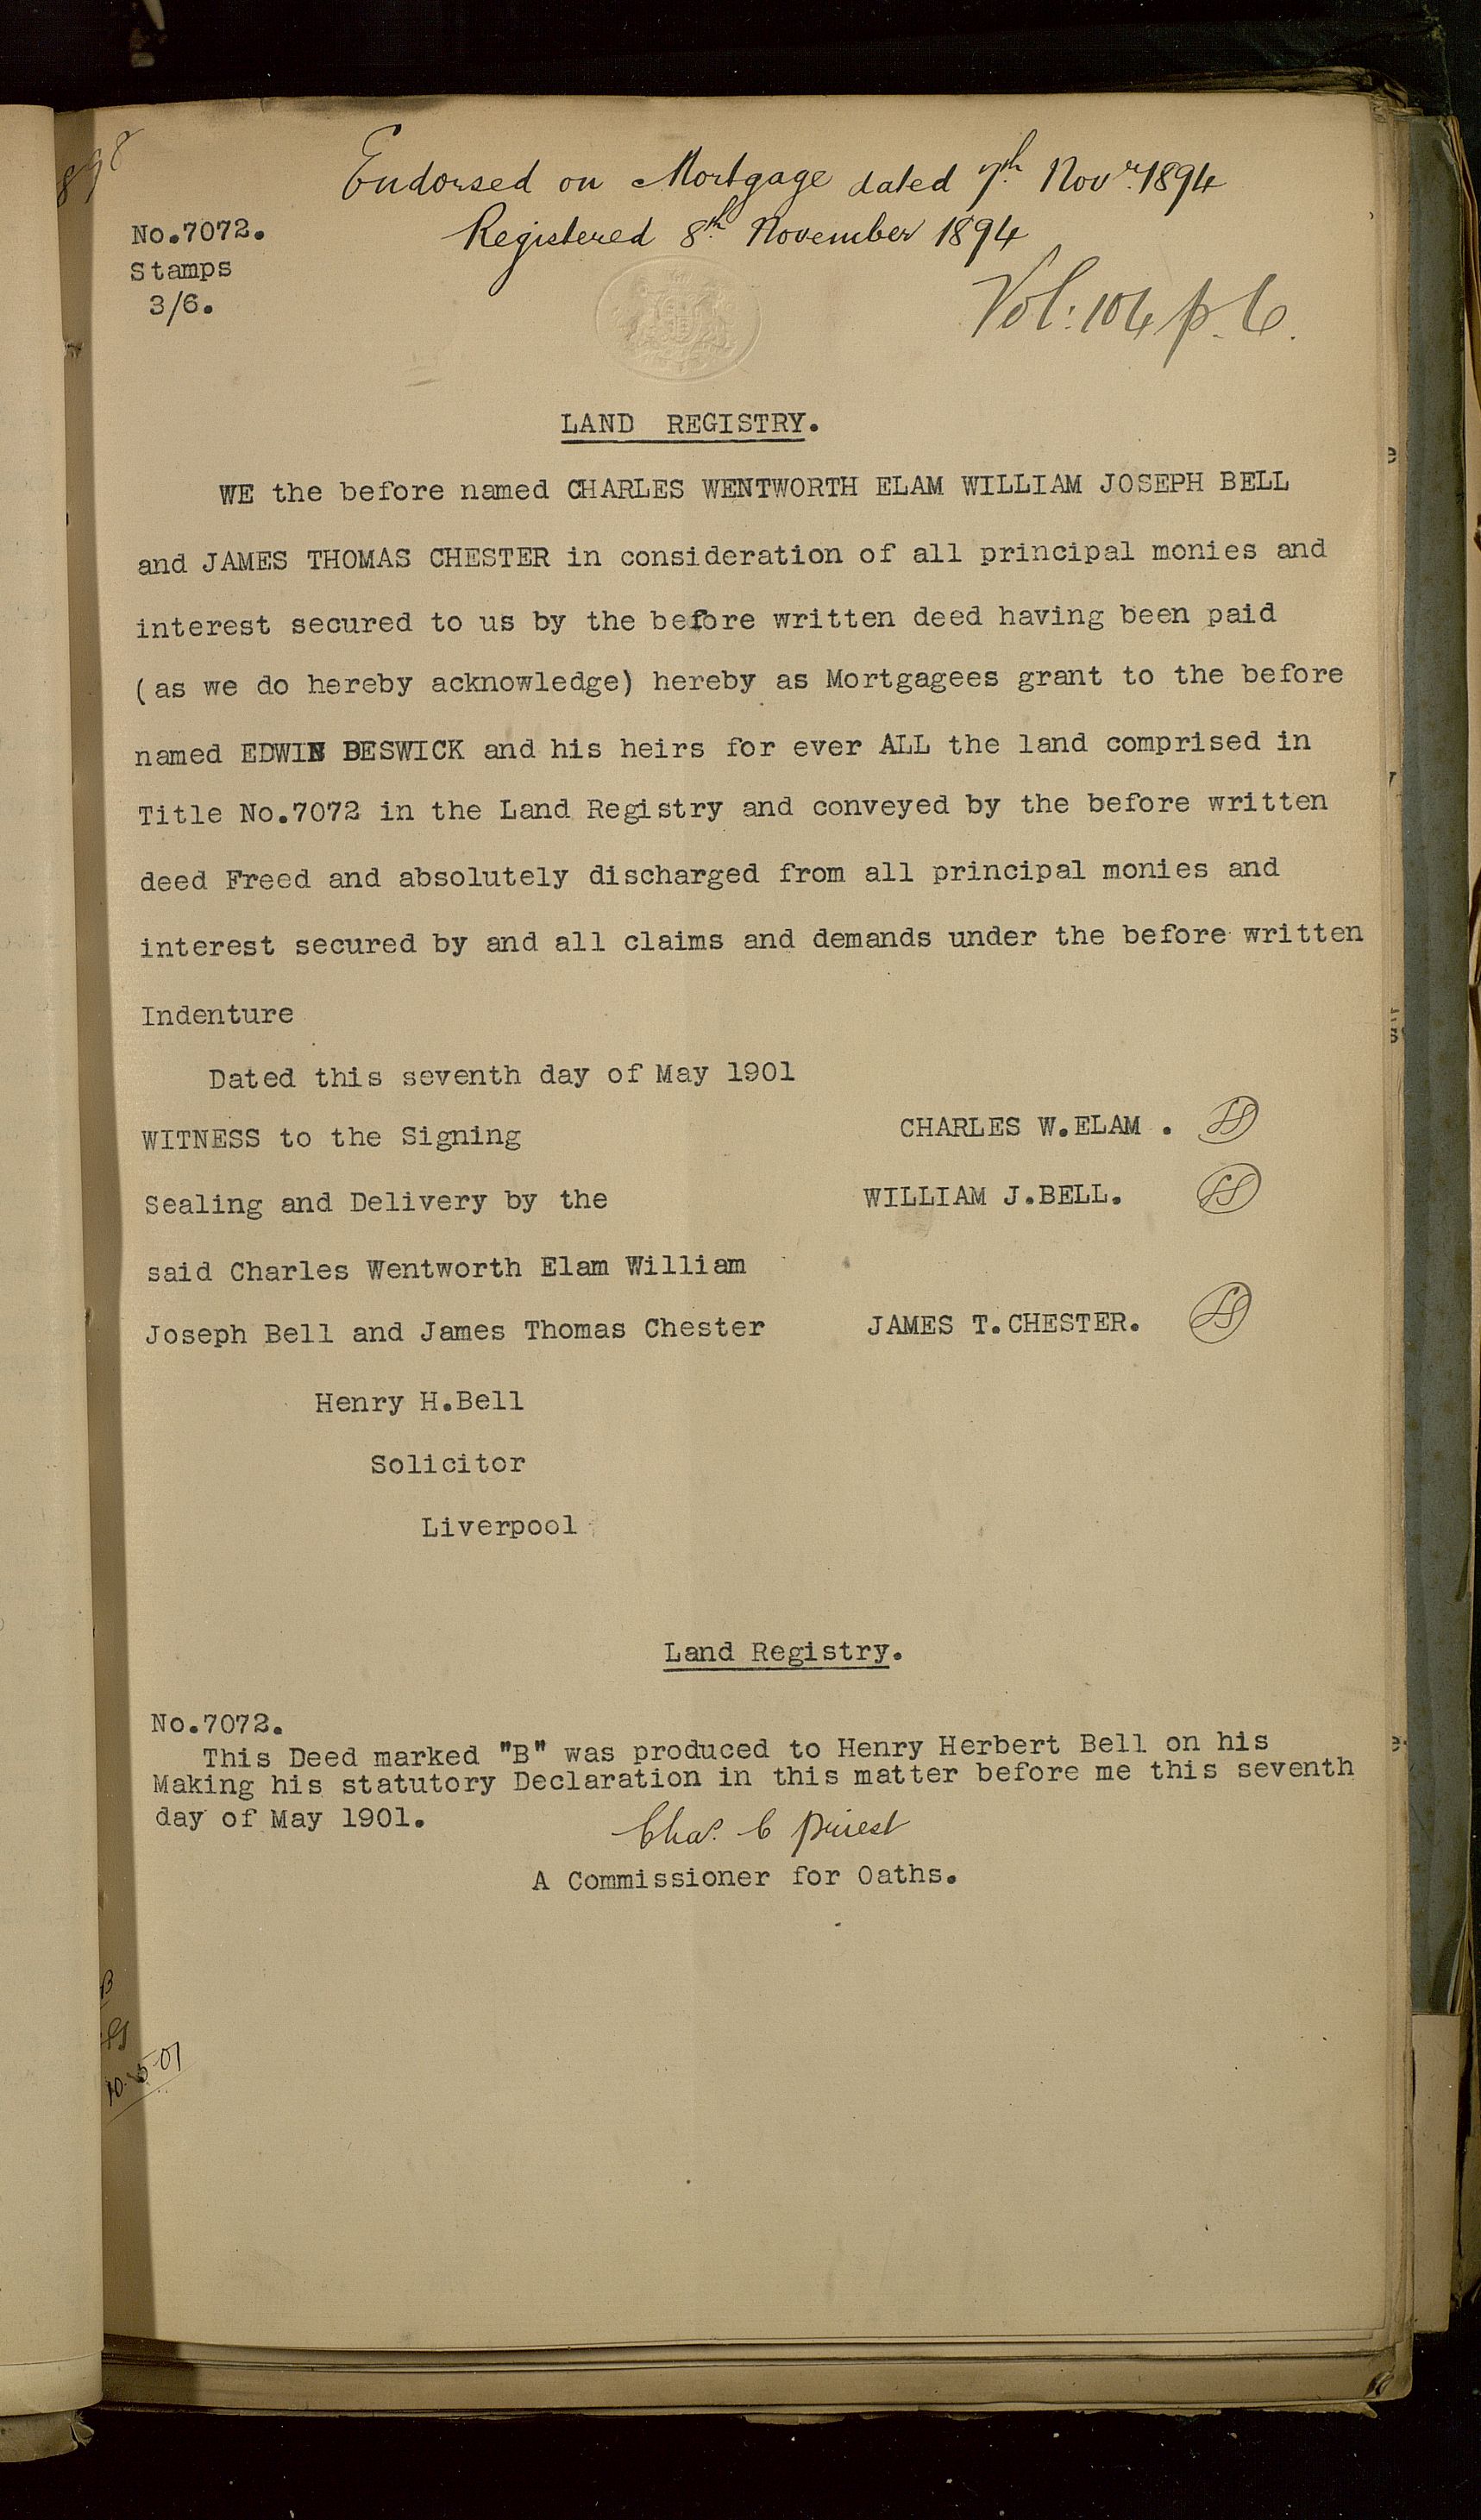 Endorsed on Mortgage dated 7th Novr. 1894
Registered 8th November 1894
No.7072.
Stamps
3/6.
Vol: 104 p. 6.
LAND REGISTRY.
WE the before named CHARLES WENTWORTH ELAM WILLIAM JOSEPH BELL
and JAMES THOMAS CHESTER in consideration of all principal monies and
interest secured to us by the before written deed having been paid
(as we do hereby acknowledge) hereby as Mortgagees grant to the before
named EDWIN BESWICK and his heirs for ever ALL the land comprised in
Title No.7072 in the Land Registry and conveyed by the before written
deed Freed and absolutely discharged from all principal monies and
interest secured by and all claims and demands under the before written
Indenture
Dated this seventh day of May 1901
WITNESS to the Signing CHARLES W.ELAM .
Sealing and Delivery by the WILLIAM J.BELL.
said Charles Wentworth Elam William
Joseph Bell and James Thomas Chester JAMES T.CHESTER.
Henry H.Bell
Solicitor
Liverpool
Land Registry.
No.7072.
This Deed marked "B" was produced to Henry Herbert Bell on his
Making his statutory Declaration in this matter before me this seventh
day of May 1901.
Chas. C Priest
A Commissioner for Oaths.
10.5.01